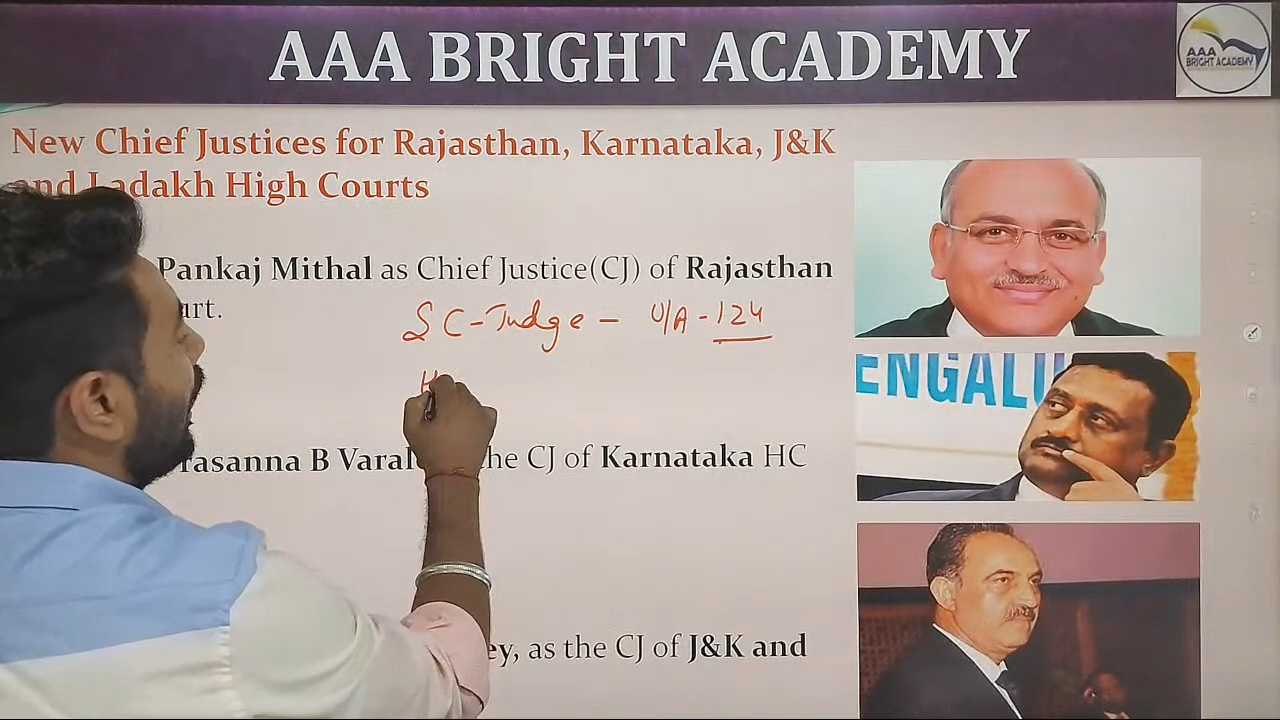 AAA BRIGHT ACADEMY
AAA
BRIGHT ACADEMY
New Chief Justices for Rajasthan, Karnataka, J&K
and Ladakh High Courts
Pankaj Mithal as Chief Justice(CJ) of Rajasthan
urt.
SC-Judge - U/A - 124
H
rasanna B Varal he CJ of Karnataka HC
ENGALU
ey, as the CJ of J&K and